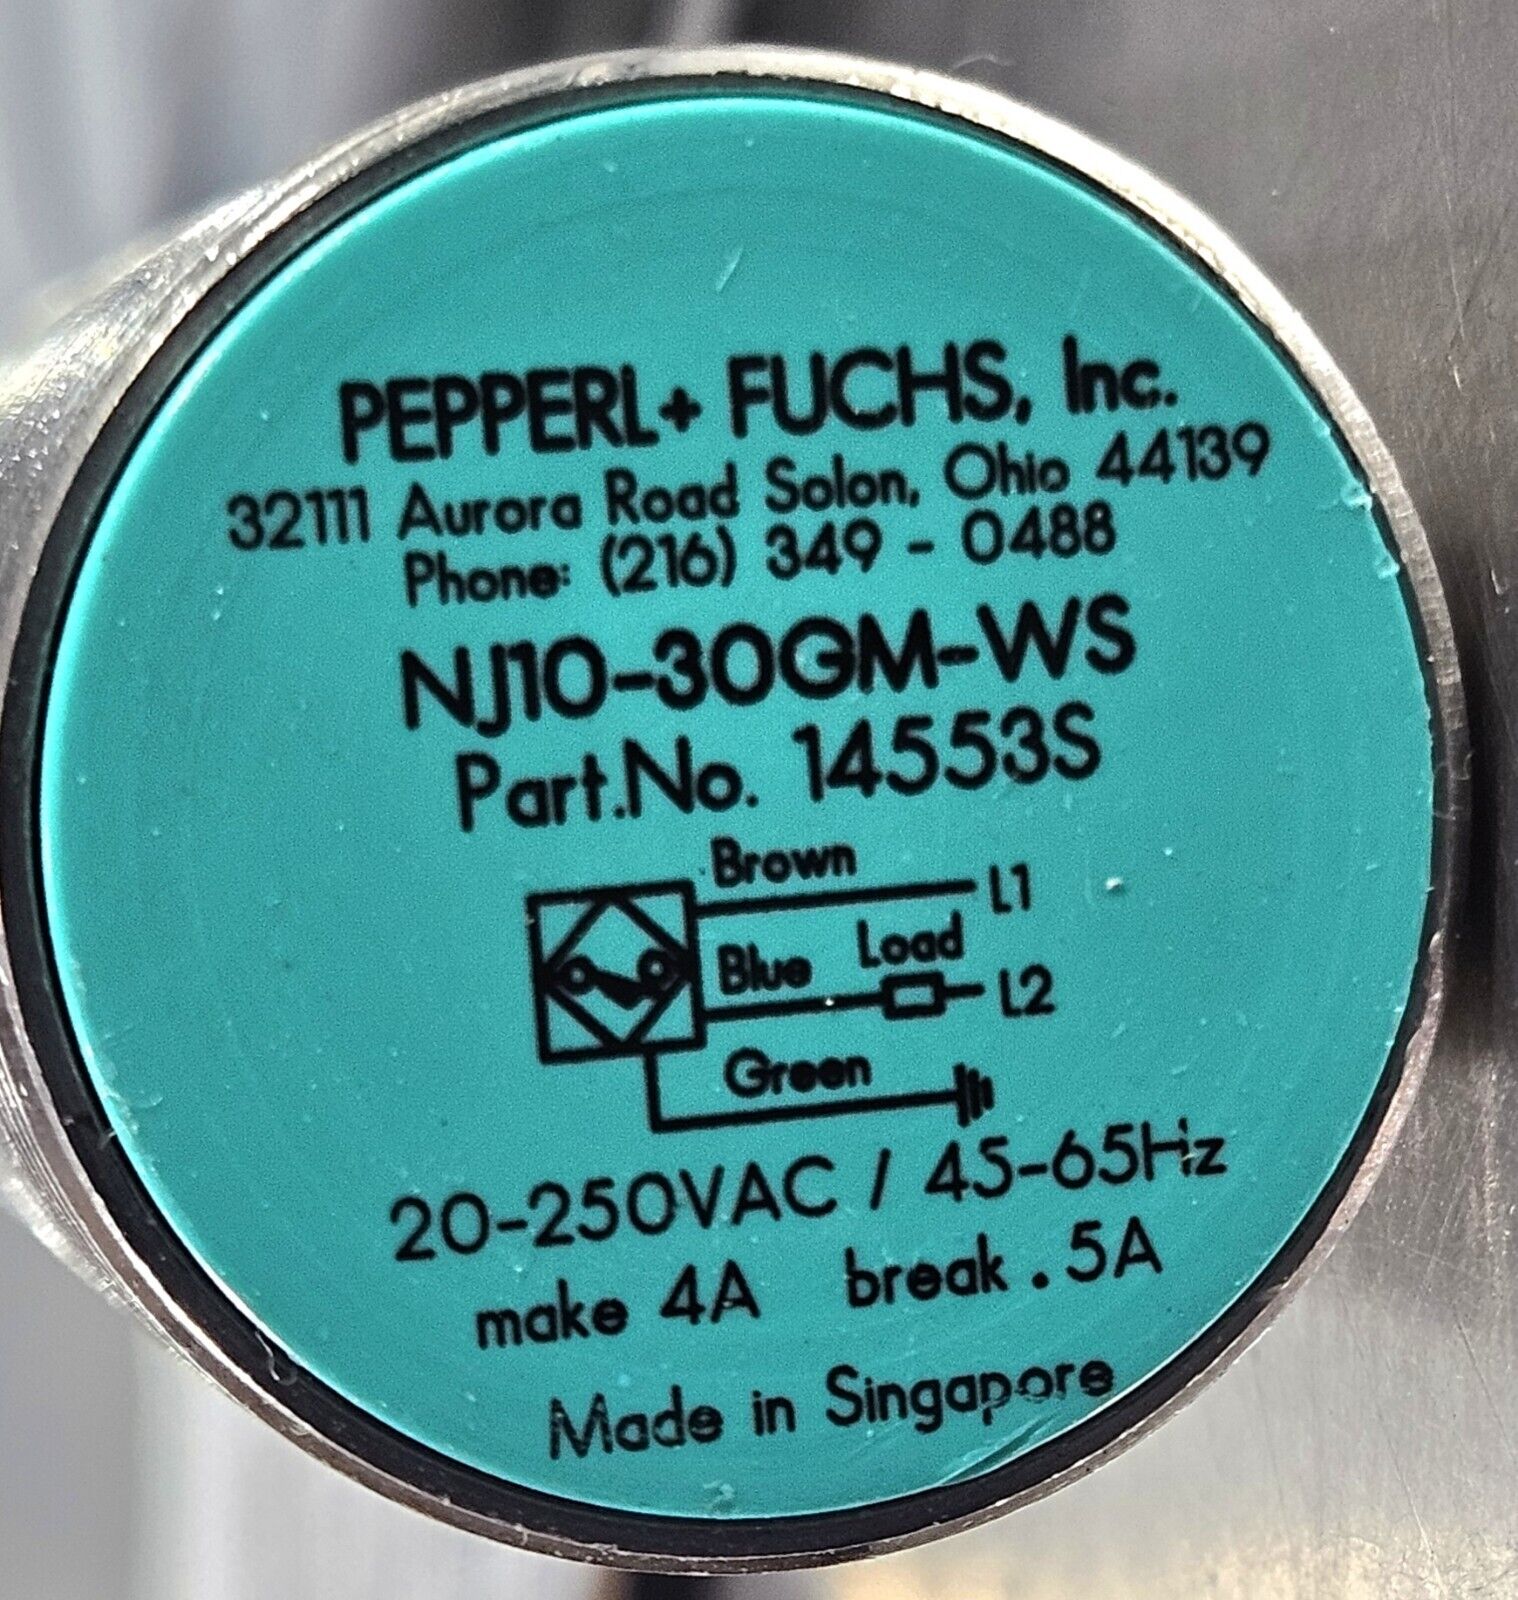 PEPPERL+ FUCHS, Inc.
32111 Aurora Road Solon, Ohio 44139
Phone: (216) 349 - 0488
NJ10-30GM-WS
Part.No. 14553S
Brown L1
Blue Load L2
Green
20-250VAC / 45-65Hz
make 4A break .5A
Made in Singapore